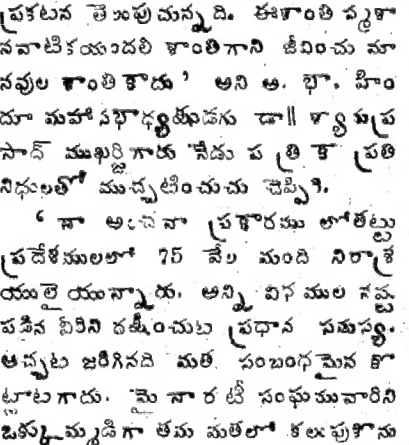 ప్రకటన తెలుపుచున్నది. ఈశాంతి శ్మశా
నవాటికయందలి శాంతిగాని జీవించు మా
నవుల శాంతి కాదు' అని అ. భా. హిం
దూ మహాసభాధ్యక్షుడగు డా|| శ్యామప్ర
సాద్ ముఖర్జీగారు నేడు పత్రికా ప్రతి
నిధులతో ముచ్చటించుచు చెప్పిరి.
'నా అంచనా ప్రకారము లోతట్టు
ప్రదేశములలో 75 వేల మంది నిరాశ్ర
యులై యున్నారు. అన్ని విధముల నష్ట
పడిన వీరిని రక్షించుట ప్రధాన సమస్య.
అచ్చట జరిగినది మత సంబంధమైన కొ
ట్లాటగాదు. మైనారటీ సంఘమువారిని
ఒక్కుమ్మడిగా తమ మతంలో కలుపుకొను